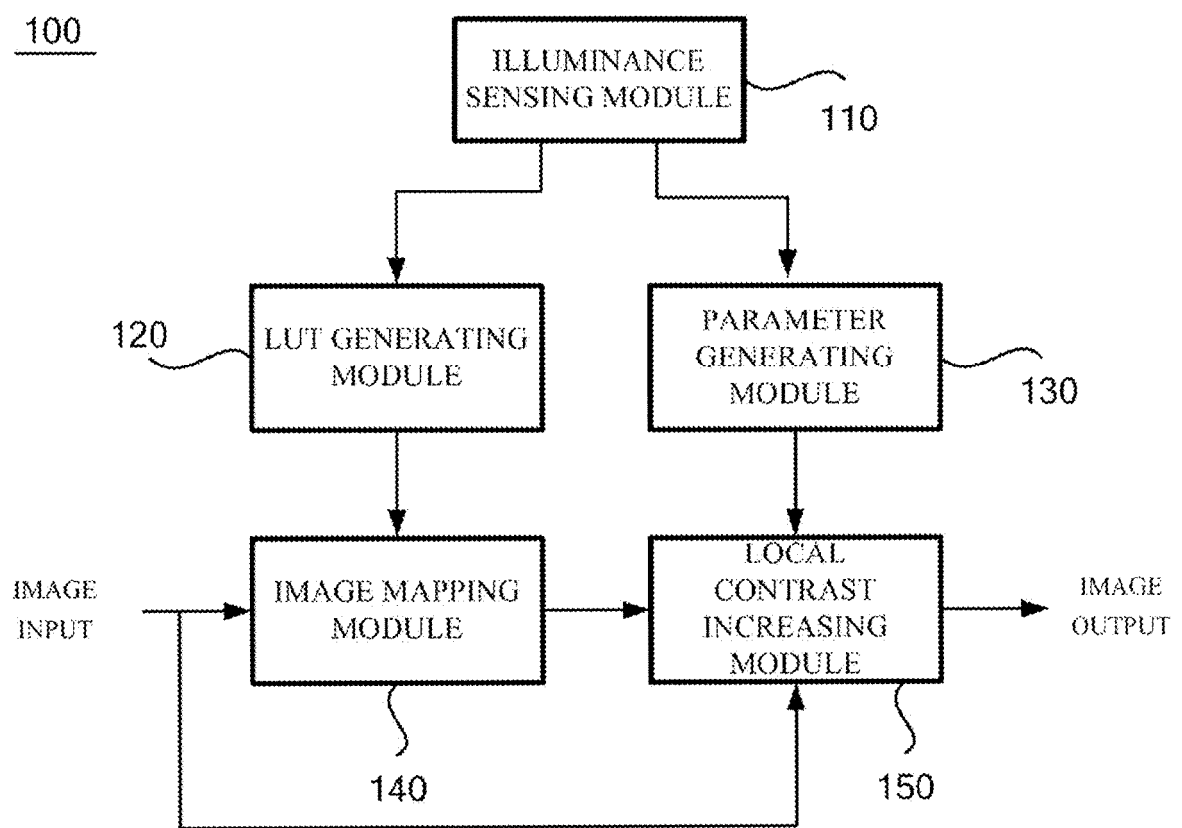 100
ILLUMINANCE
SENSING MODULE
110
120
LUT GENERATING
MODULE
PARAMETER
GENERATING
MODULE
130
IMAGE
INPUT
IMAGE MAPPING
MODULE
LOCAL
CONTRAST
INCREASING
MODULE
IMAGE
OUTPUT
140
150